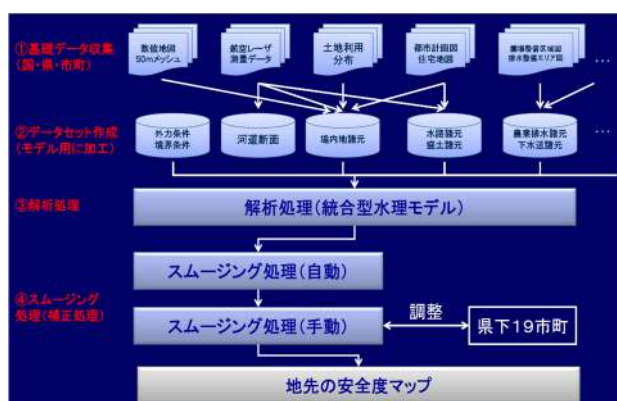 ①基礎データ収集
(国・県・市町)
数値地図
50mメッシュ
航空レーザ
測量データ
土地利用
分布
都市計画図
住宅地図
圃場整備区域図
排水整備エリア図
…
②データセット作成
(モデル用に加工)
外力条件
境界条件
河道断面
堤内地諸元
水路諸元
盛土諸元
農業排水諸元
下水道諸元
…
③解析処理
解析処理(統合型水理モデル)
スムージング処理(自動)
④スムージング
処理(補正処理)
スムージング処理(手動)
調整
県下19市町
地先の安全度マップ